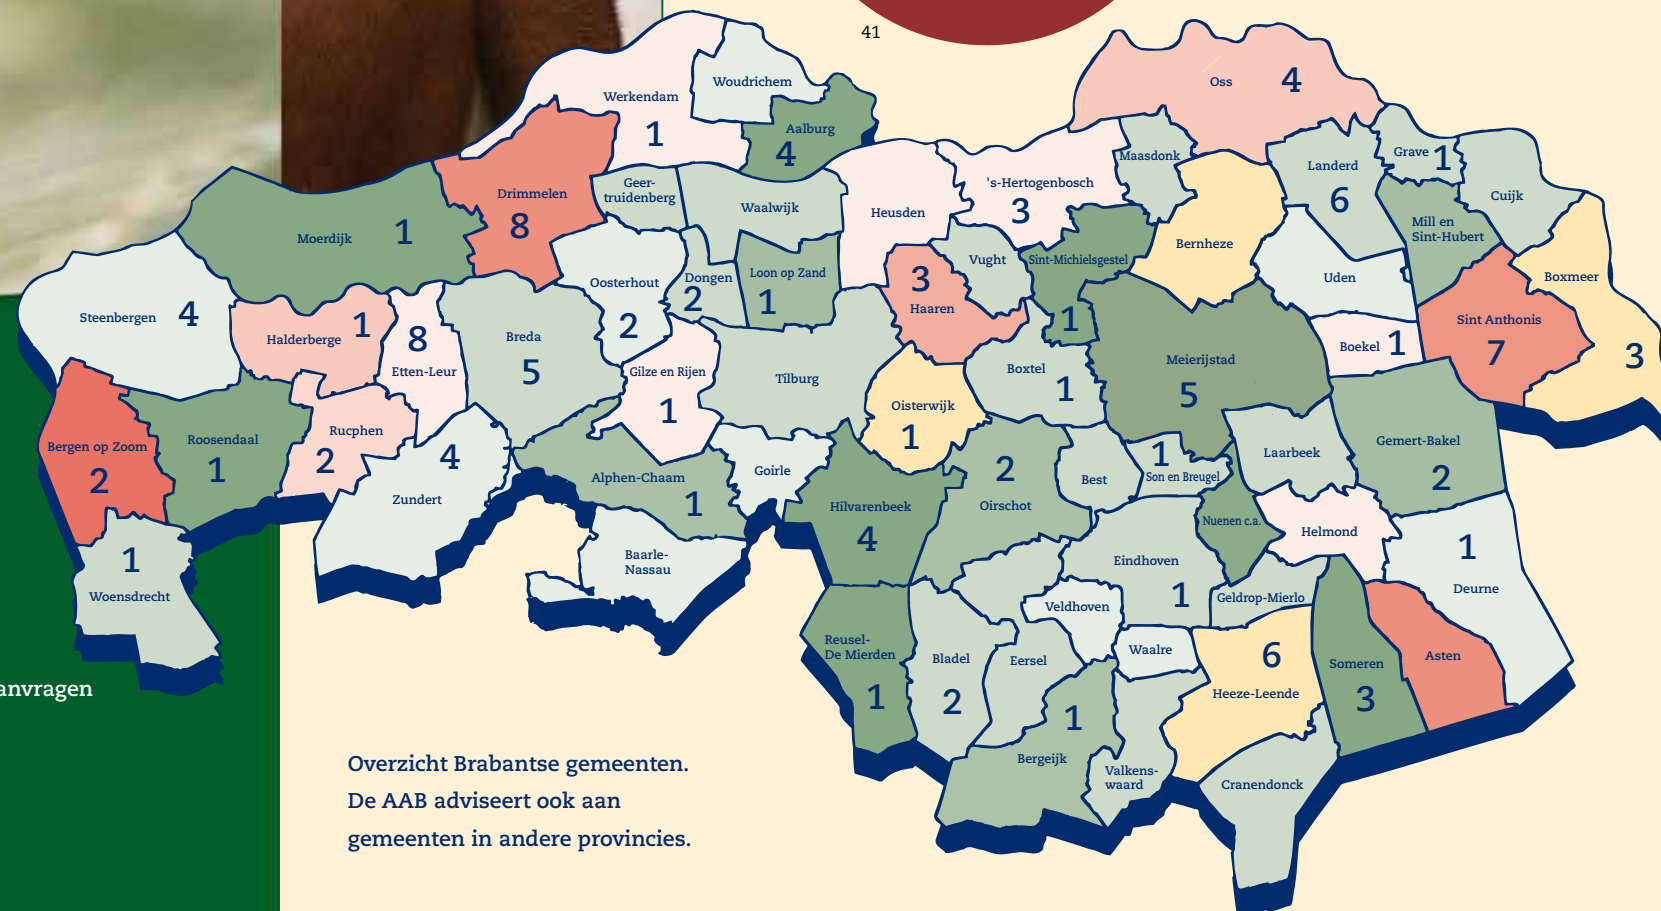 41
Woudrichem
Werkendam
1
Aalburg
4
Oss 4
Maasdonk
Landerd
6
Grave 1
Cuijk
Mill en
Sint-Hubert
Drimmelen
8
Geer-
truidenberg
Waalwijk
Heusden
's-Hertogenbosch
3
Bernheze
Moerdijk 1
Vught
Sint-Michielsgestel
1
Uden
Boxmeer
3
Steenbergen 4
Oosterhout
2
Dongen
2
Loon op Zand
1
3
Haaren
Halderberge 1
8
Etten-Leur
Breda
5
Gilze en Rijen
1
Tilburg
Boxtel
1
Meierijstad
5
Boekel 1
Sint Anthonis
7
Oisterwijk
1
Bergen op Zoom
2
Roosendaal
1
Rucphen
2
4
Zundert
Alphen-Chaam
1
Goirle
Hilvarenbeek
4
2
Oirschot
Best
1
Son en Breugel
Laarbeek
Gemert-Bakel
2
Nuenen c.a.
Helmond
1
Deurne
1
Woensdrecht
Baarle-
Nassau
Eindhoven
1
Geldrop-Mierlo
Veldhoven
Reusel-
De Mierden
1
Bladel
2
Eersel
Waalre
6
Heeze-Leende
Someren
3
Asten
1
Bergeijk
Valkens-
waard
Cranendonck
anvragen
Overzicht Brabantse gemeenten.
De AAB adviseert ook aan
gemeenten in andere provincies.